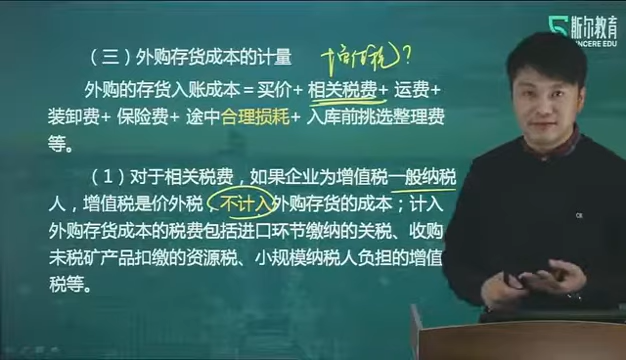 斯尔教育
SINCERE EDU
（三）外购存货成本的计量 增值税？
外购的存货入账成本＝买价+ 相关税费+ 运费+
装卸费+ 保险费+ 途中合理损耗+ 入库前挑选整理费
等。
（1）对于相关税费，如果企业为增值税一般纳税
人，增值税是价外税，不计入外购存货的成本；计入
外购存货成本的税费包括进口环节缴纳的关税、收购
未税矿产品扣缴的资源税、小规模纳税人负担的增值
税等。